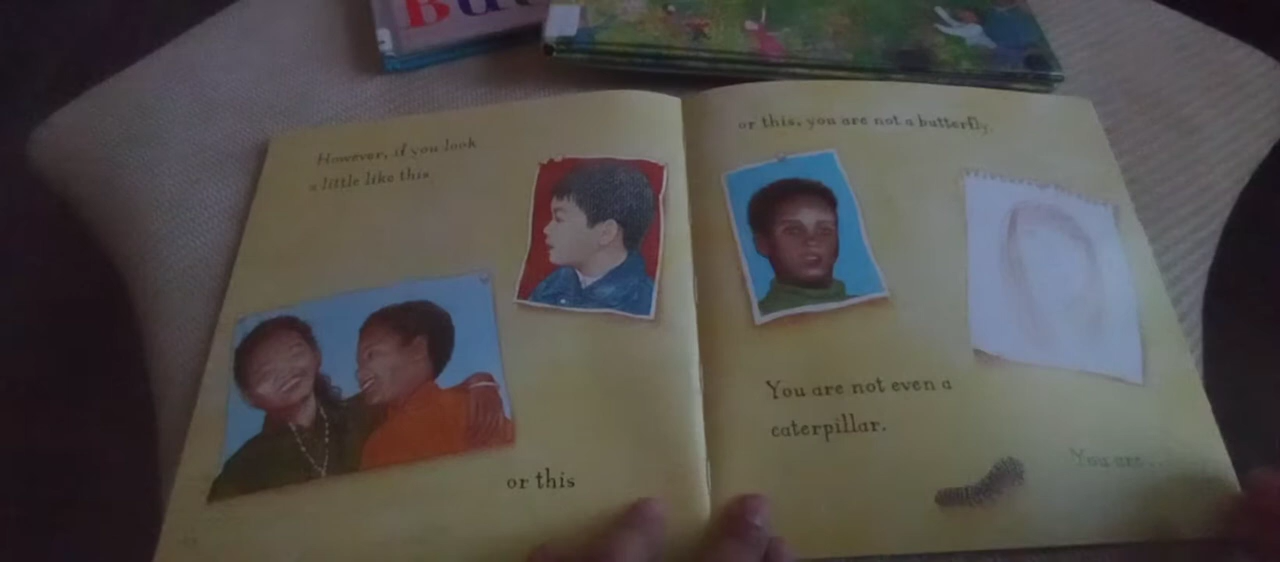 However, if you look
a little like this
or this
or this, you are not a butterfly.
You are not even a
caterpillar.
You are...